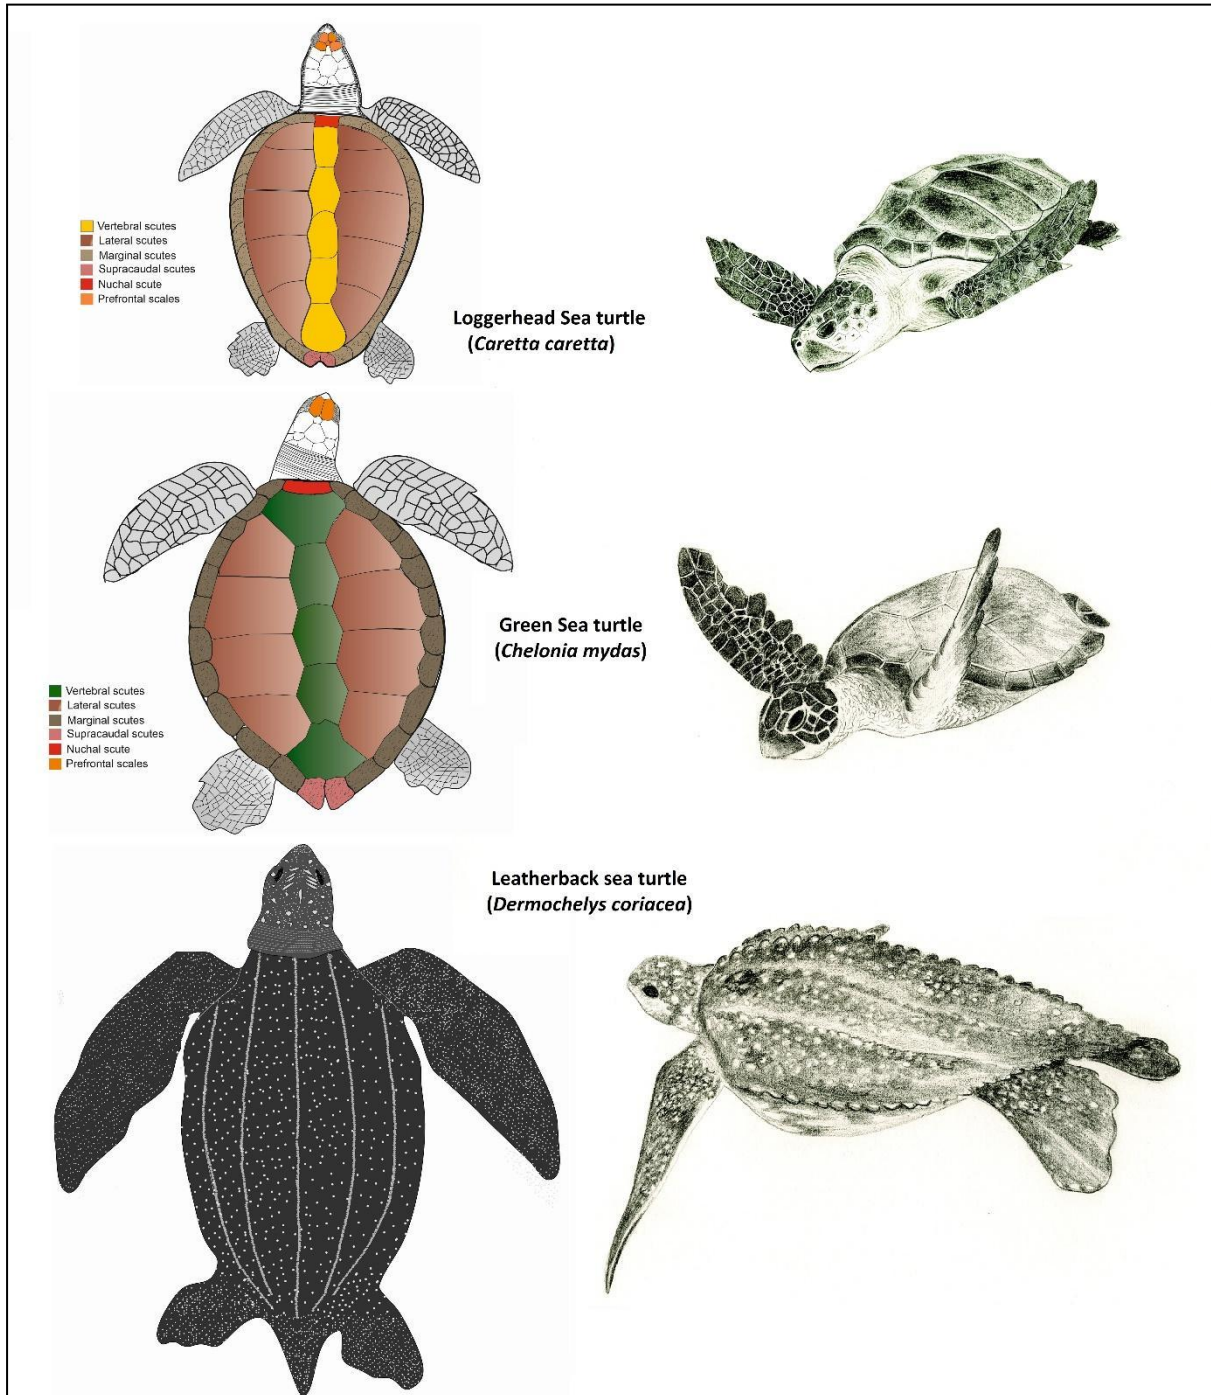 Vertebral scutes
Lateral scutes
Marginal scutes
Supracaudal scutes
Nuchal scute
Prefrontal scales
Loggerhead Sea turtle
(Caretta caretta)
Green Sea turtle
(Chelonia mydas)
Vertebral scutes
Lateral scutes
Marginal scutes
Supracaudal scutes
Nuchal scute
Prefrontal scales
Leatherback sea turtle
(Dermochelys coriacea)